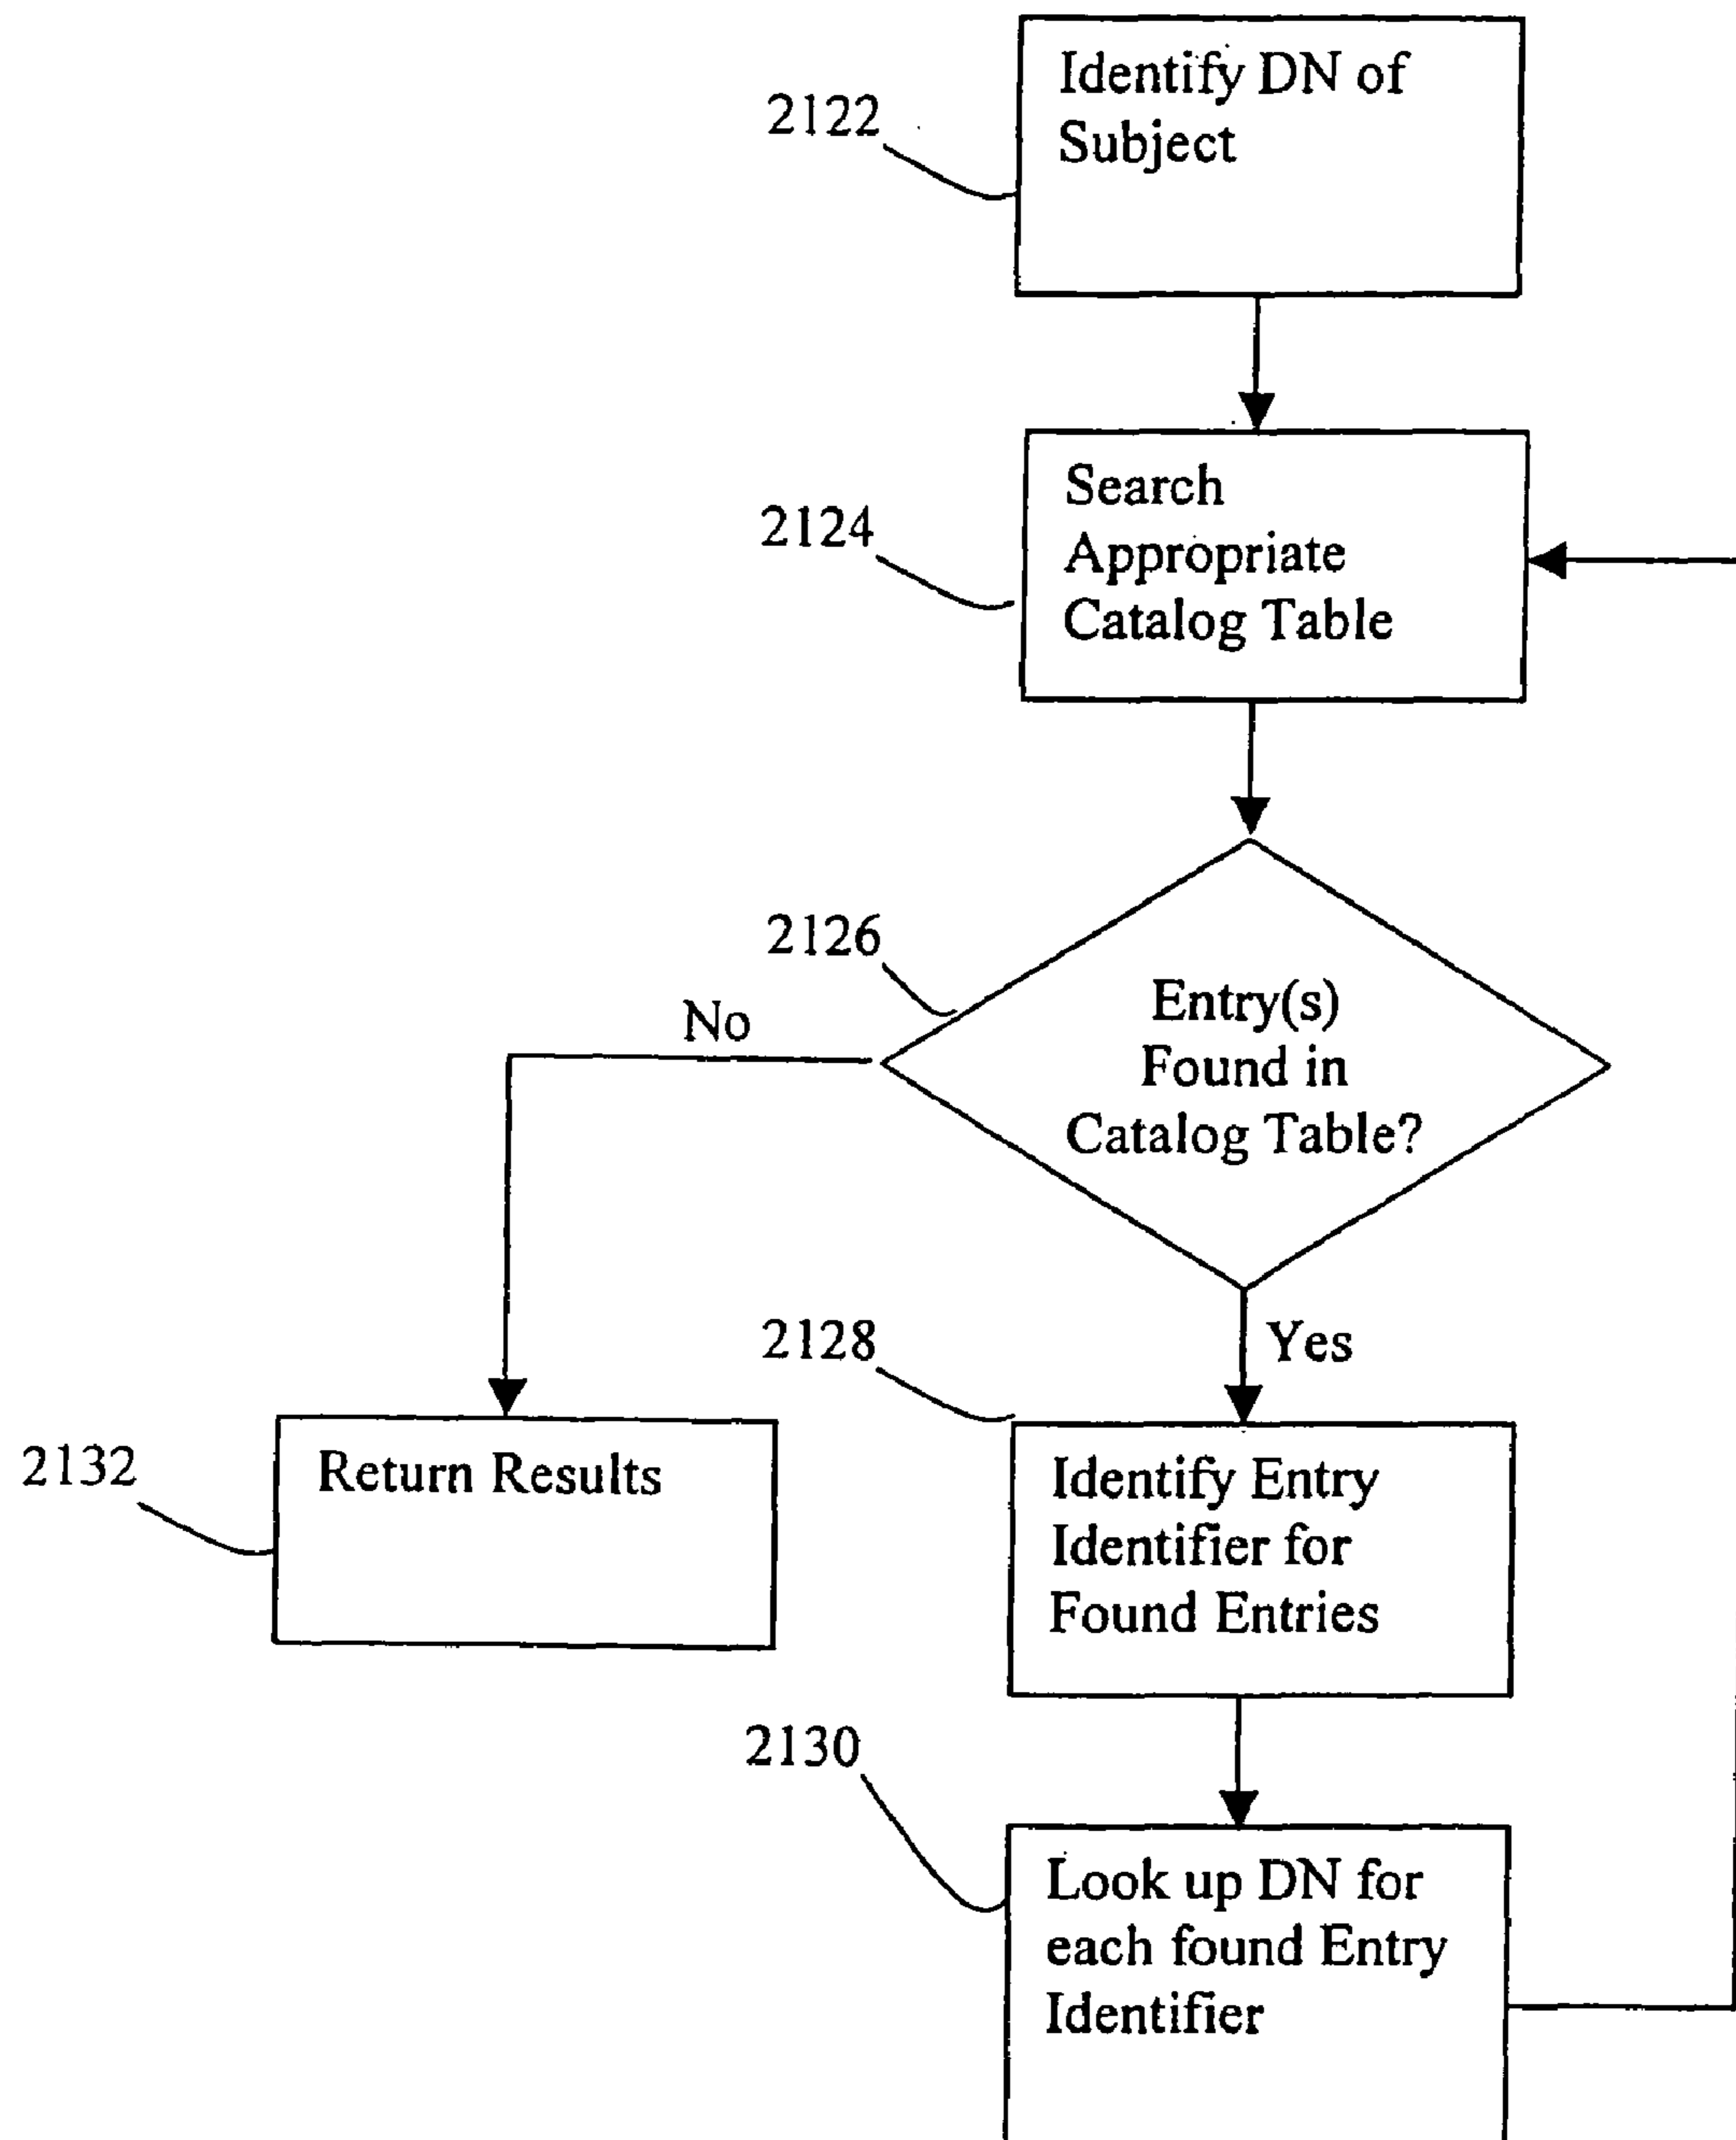 2122
Identify DN of
Subject
2124
Search
Appropriate
Catalog Table
2126
Entry(s)
Found in
Catalog Table?
No
Yes
2128
Identify Entry
Identifier for
Found Entries
2132
Return Results
2130
Look up DN for
each found Entry
Identifier